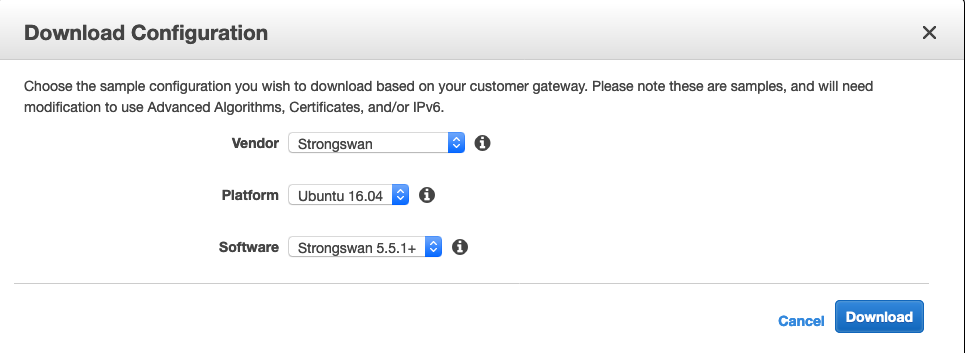 Download Configuration
Choose the sample configuration you wish to download based on your customer gateway. Please note these are samples, and will need
modification to use Advanced Algorithms, Certificates, and/or IPv6.
Vendor Strongswan
Platform Ubuntu 16.04
Software Strongswan 5.5.1+
Cancel Download